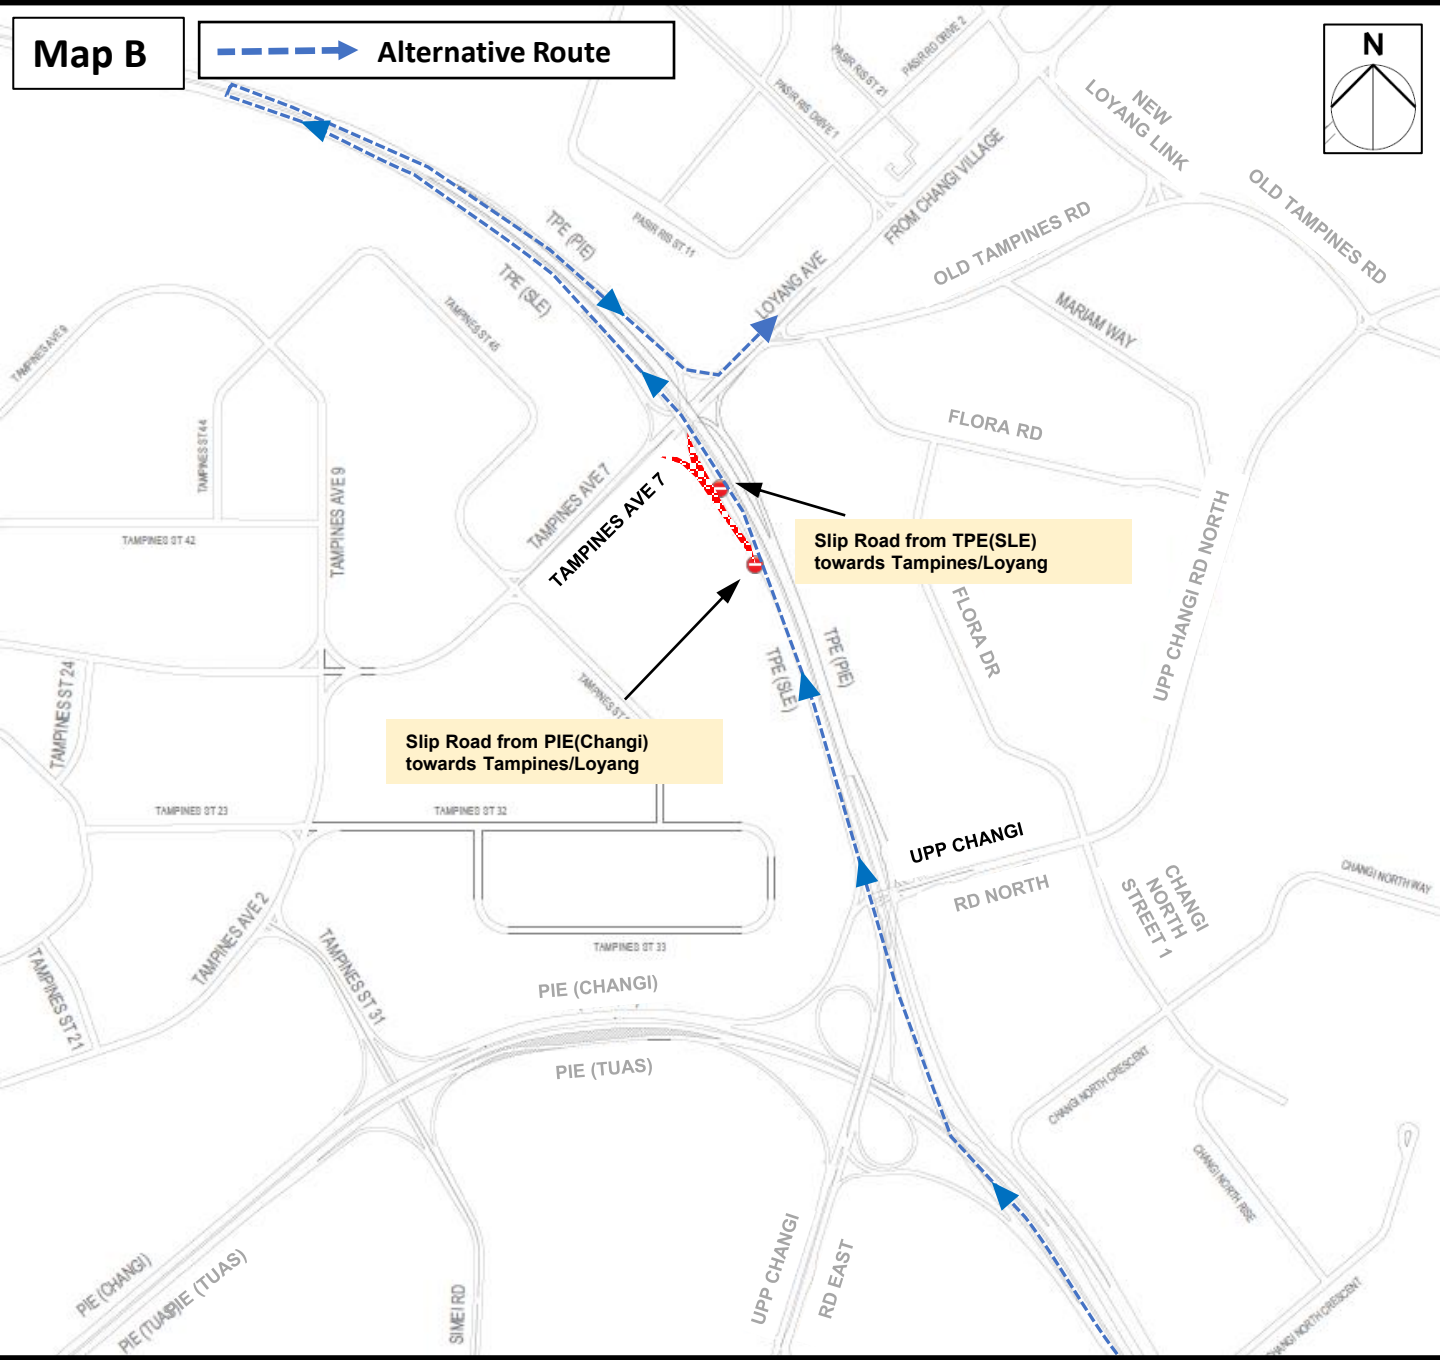 Map B
Alternative Route
N
PASIR RIS ST 21
PASIR RD DRIVE 2
PASIR RIS DRIVE 1
PASIR RIS ST 11
NEW
LOYANG LINK
FROM CHANGI VILLAGE
OLD TAMPINES RD
OLD TAMPINES RD
TPE (PIE)
TPE (SLE)
LOYANG AVE
MARIAM WAY
TAMPINES AVE 9
TAMPINES ST 45
TAMPINES ST 44
TAMPINES AVE 9
FLORA RD
TAMPINES AVE 7
TAMPINES AVE 7
TAMPINES ST 42
Slip Road from TPE(SLE)
towards Tampines/Loyang
UPP CHANGI RD NORTH
FLORA DR
TPE (PIE)
TPE (SLE)
TAMPINES ST 24
TAMPINES ST
Slip Road from PIE(Changi)
towards Tampines/Loyang
TAMPINES ST 23
TAMPINES ST 32
UPP CHANGI
RD NORTH
CHANGI
NORTH
STREET 1
CHANGI NORTH WAY
TAMPINES AVE 2
TAMPINES ST 33
TAMPINES ST 31
TAMPINES ST 21
PIE (CHANGI)
PIE (TUAS)
CHANGI NORTH CRESCENT
CHANGI NORTH RISE
UPP CHANGI
RD EAST
PIE (CHANGI)
PIE (TUAS)
PIE (TUAS)
SIMEI RD
CHANGI NORTH CRESCENT